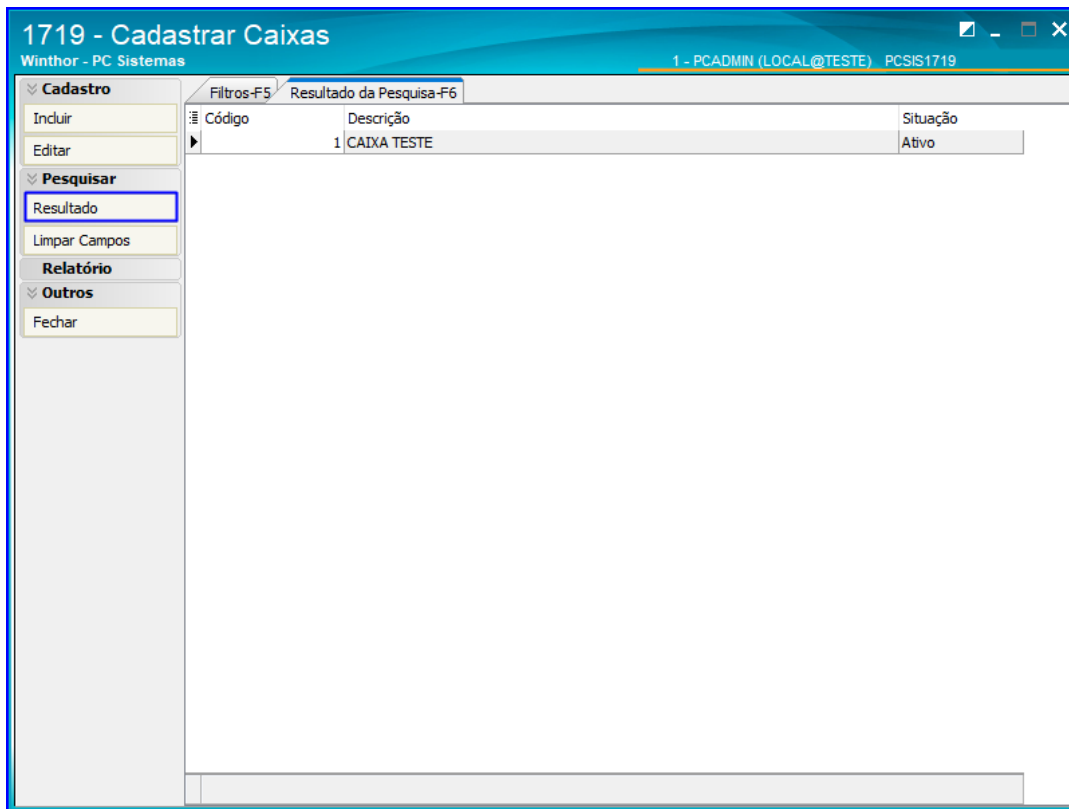 1719 - Cadastrar Caixas
Winthor - PC Sistemas
1 - PCADMIN (LOCAL@TESTE) PCSIS1719
Cadastro
Incluir
Editar
Pesquisar
Resultado
Limpar Campos
Relatório
Outros
Fechar
Filtros-F5 Resultado da Pesquisa-F6
Código Descrição Situação
1 CAIXA TESTE Ativo